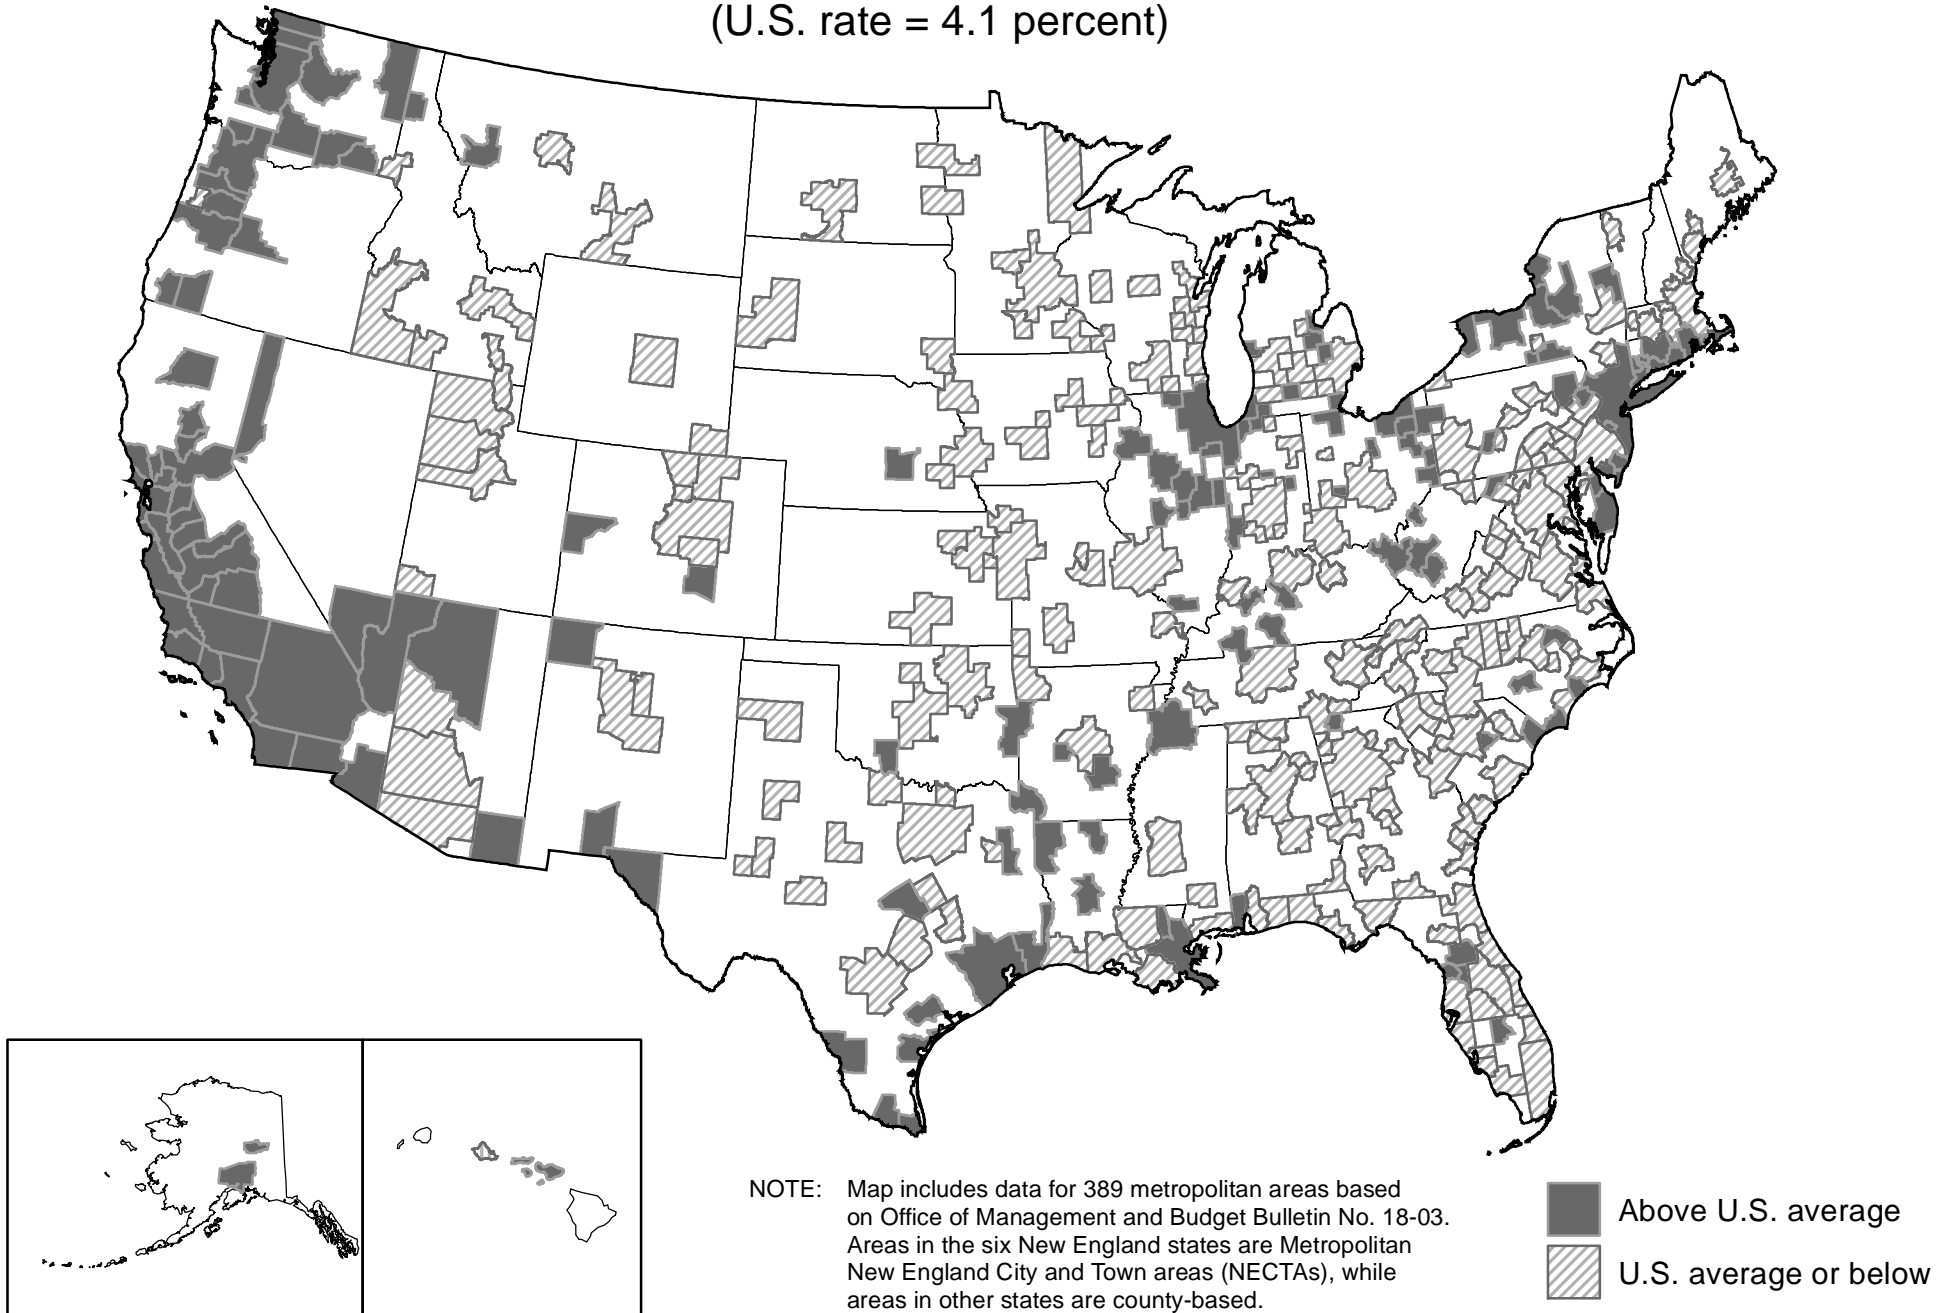 (U.S. rate = 4.1 percent)
NOTE: Map includes data for 389 metropolitan areas based
on Office of Management and Budget Bulletin No. 18-03.
Areas in the six New England states are Metropolitan
New England City and Town areas (NECTAs), while
areas in other states are county-based.
Above U.S. average
U.S. average or below